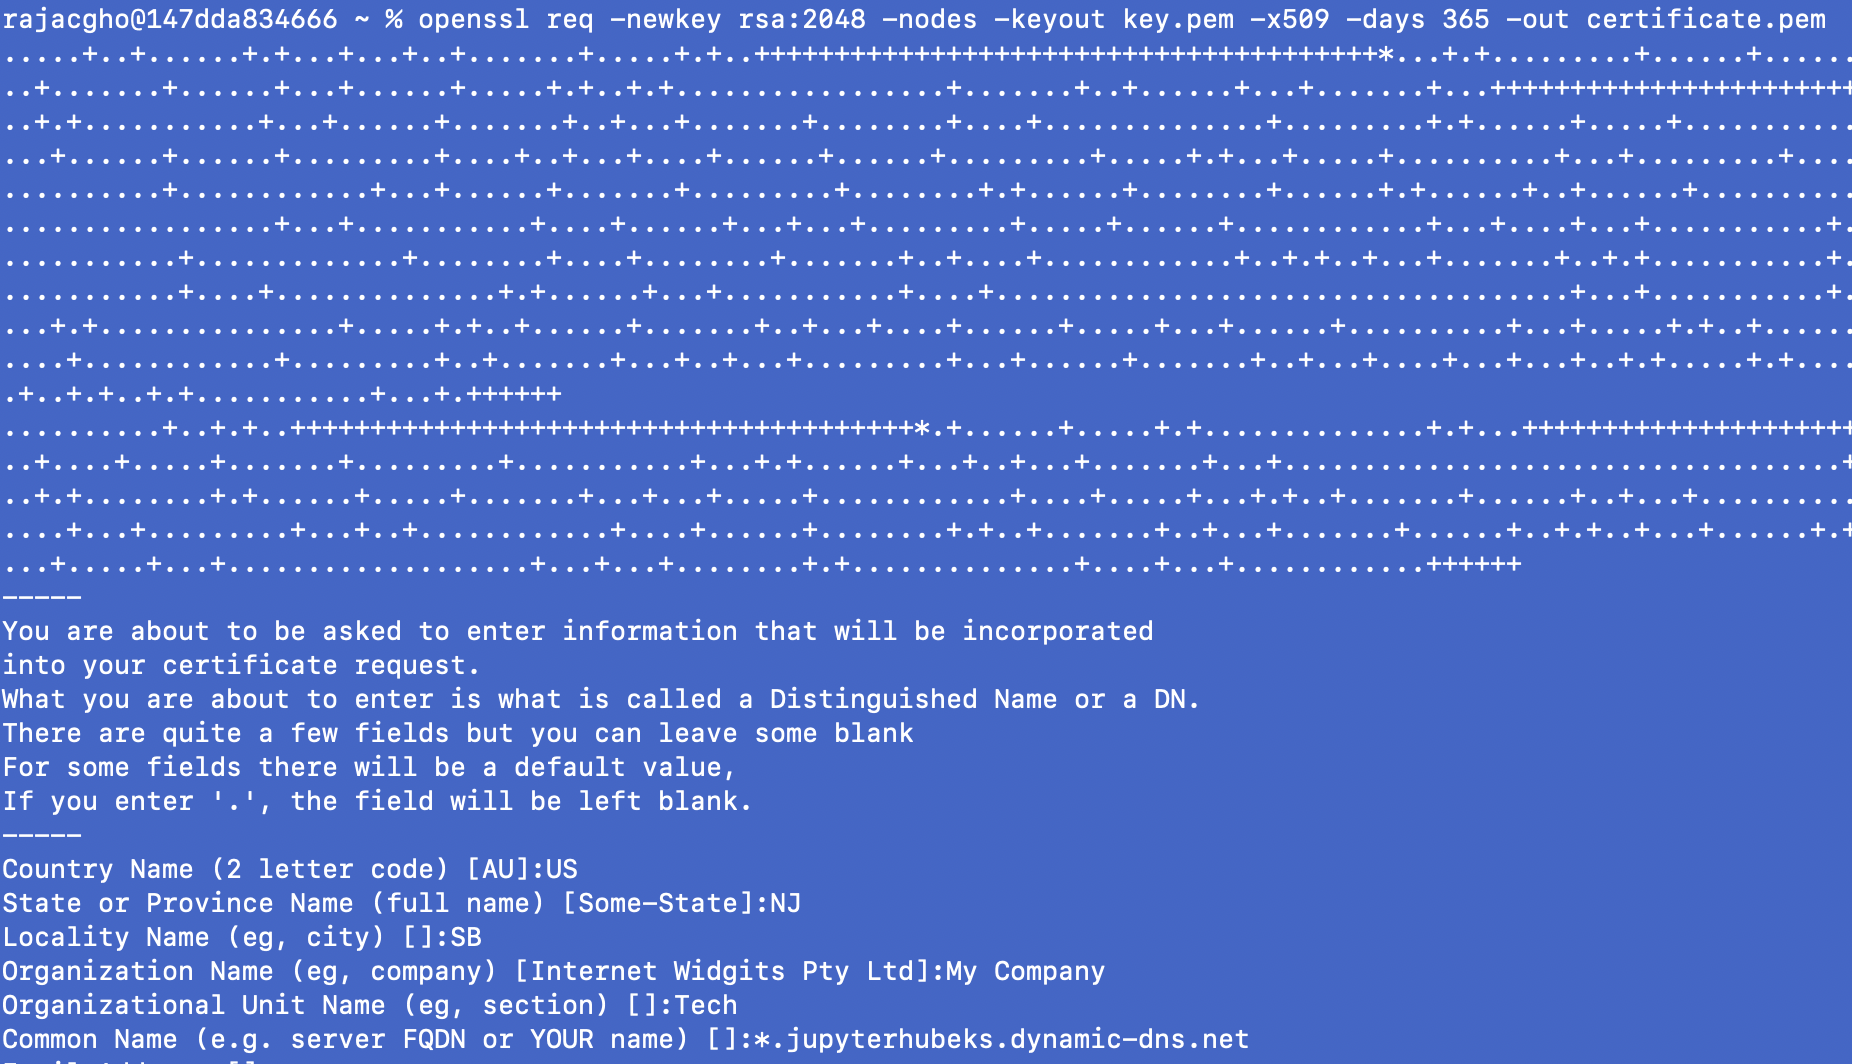 rajacgho@147dda834666 ~ % openssl req -newkey rsa:2048 -nodes -keyout key.pem -x509 -days 365 -out certificate.pem
-----
You are about to be asked to enter information that will be incorporated
into your certificate request.
What you are about to enter is what is called a Distinguished Name or a DN.
There are quite a few fields but you can leave some blank
For some fields there will be a default value,
If you enter '.', the field will be left blank.
-----
Country Name (2 letter code) [AU]:US
State or Province Name (full name) [Some-State]:NJ
Locality Name (eg, city) []:SB
Organization Name (eg, company) [Internet Widgits Pty Ltd]:My Company
Organizational Unit Name (eg, section) []:Tech
Common Name (e.g. server FQDN or YOUR name) []:*.jupyterhubeks.dynamic-dns.net